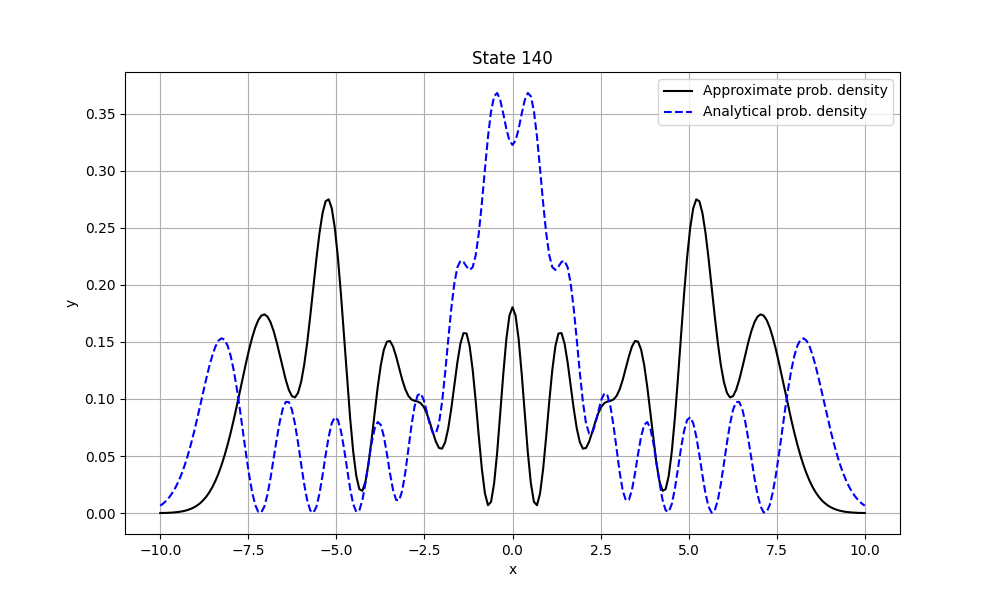 State 140
Approximate prob. density
Analytical prob. density
0.35
0.30
0.25
0.20
0.15
0.10
0.05
0.00
y
−10.0 −7.5 −5.0 −2.5 0.0 2.5 5.0 7.5 10.0
x